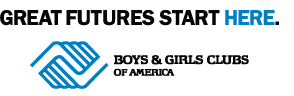 GREAT FUTURES START HERE.
BOYS & GIRLS CLUBS
OF AMERICA